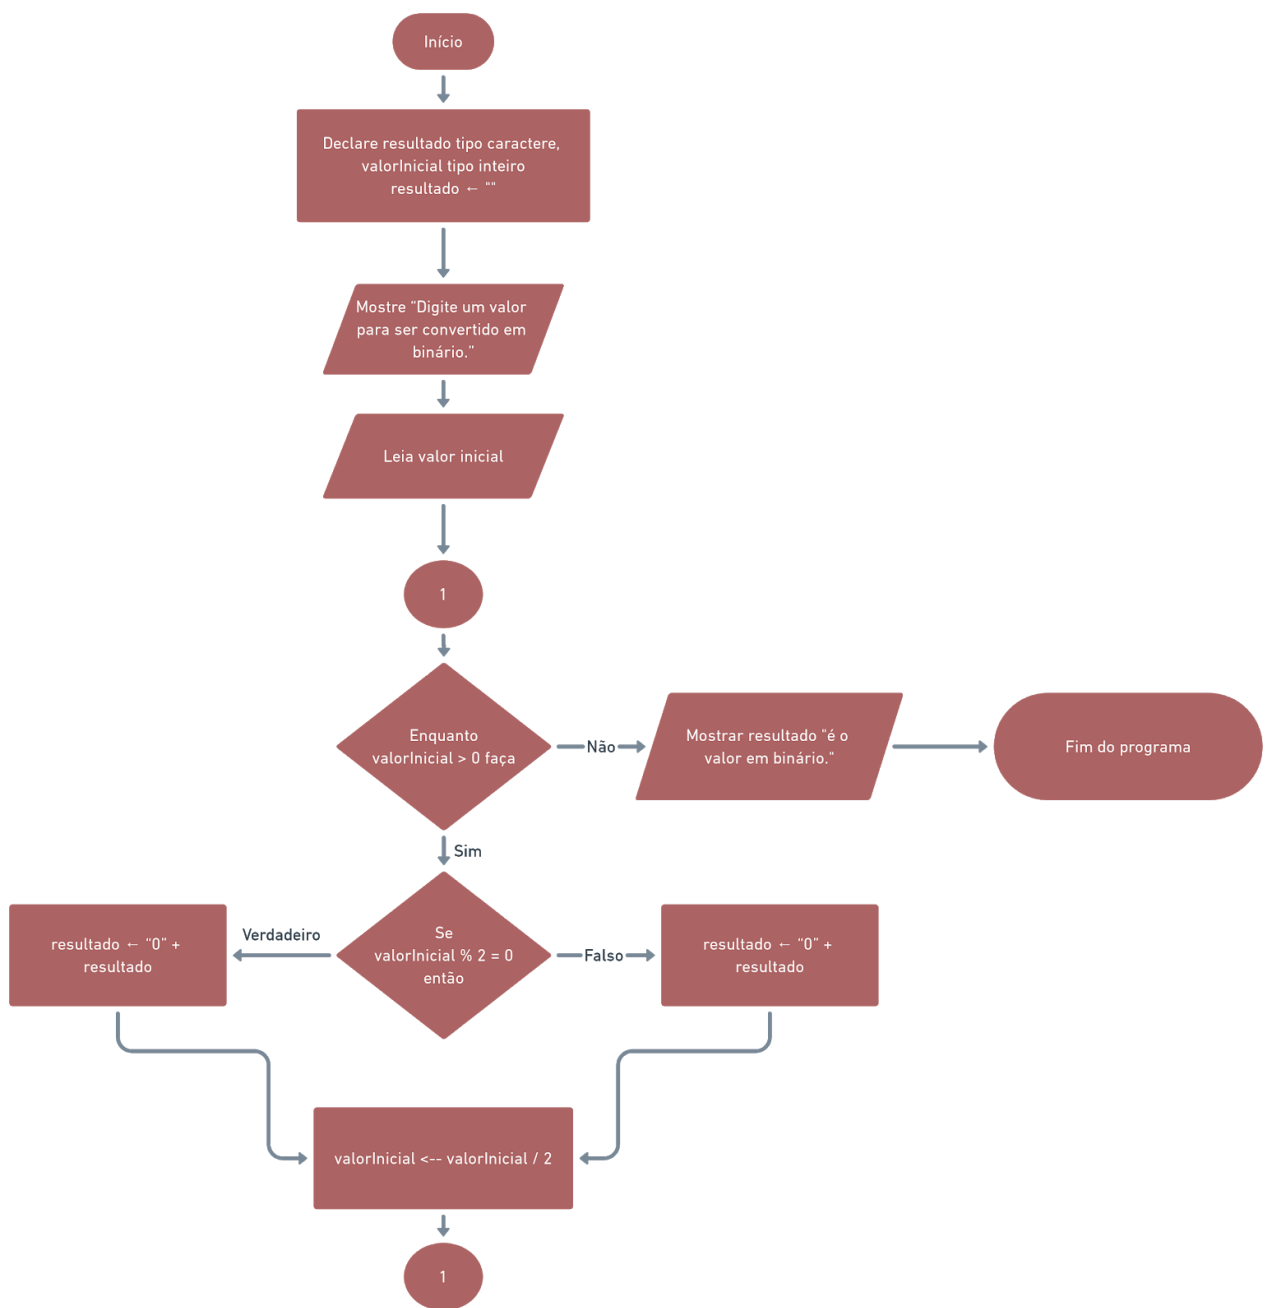 Início
Declare resultado tipo caractere,
valorInicial tipo inteiro
resultado ← ""
Mostre “Digite um valor
para ser convertido em
binário."
Leia valor inicial
1
Enquanto
valorInicial > 0 faça
Não
Mostrar resultado "é o
valor em binário."
Fim do programa
Sim
Se
valorInicial % 2 = 0
então
Verdadeiro
resultado ← “0” +
resultado
Falso
resultado ← “0” +
resultado
valorInicial <-- valorInicial / 2
1